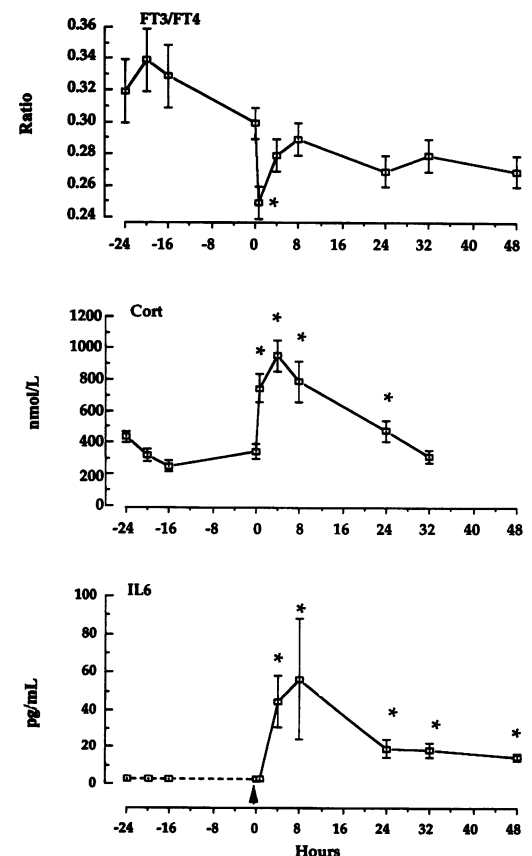 FT3/FT4
0.36
0.34
0.32
0.30
0.28
0.26
0.24
Ratio
*
-24 -16 -8 0 8 16 24 32 40 48
Cort
1200
1000
800
600
400
200
0
nmol/L
* * * *
-24 -16 -8 0 8 16 24 32 40 48
IL6
100
80
60
40
20
0
pg/mL
* * * * *
-24 -16 -8 0 8 16 24 32 40 48
Hours